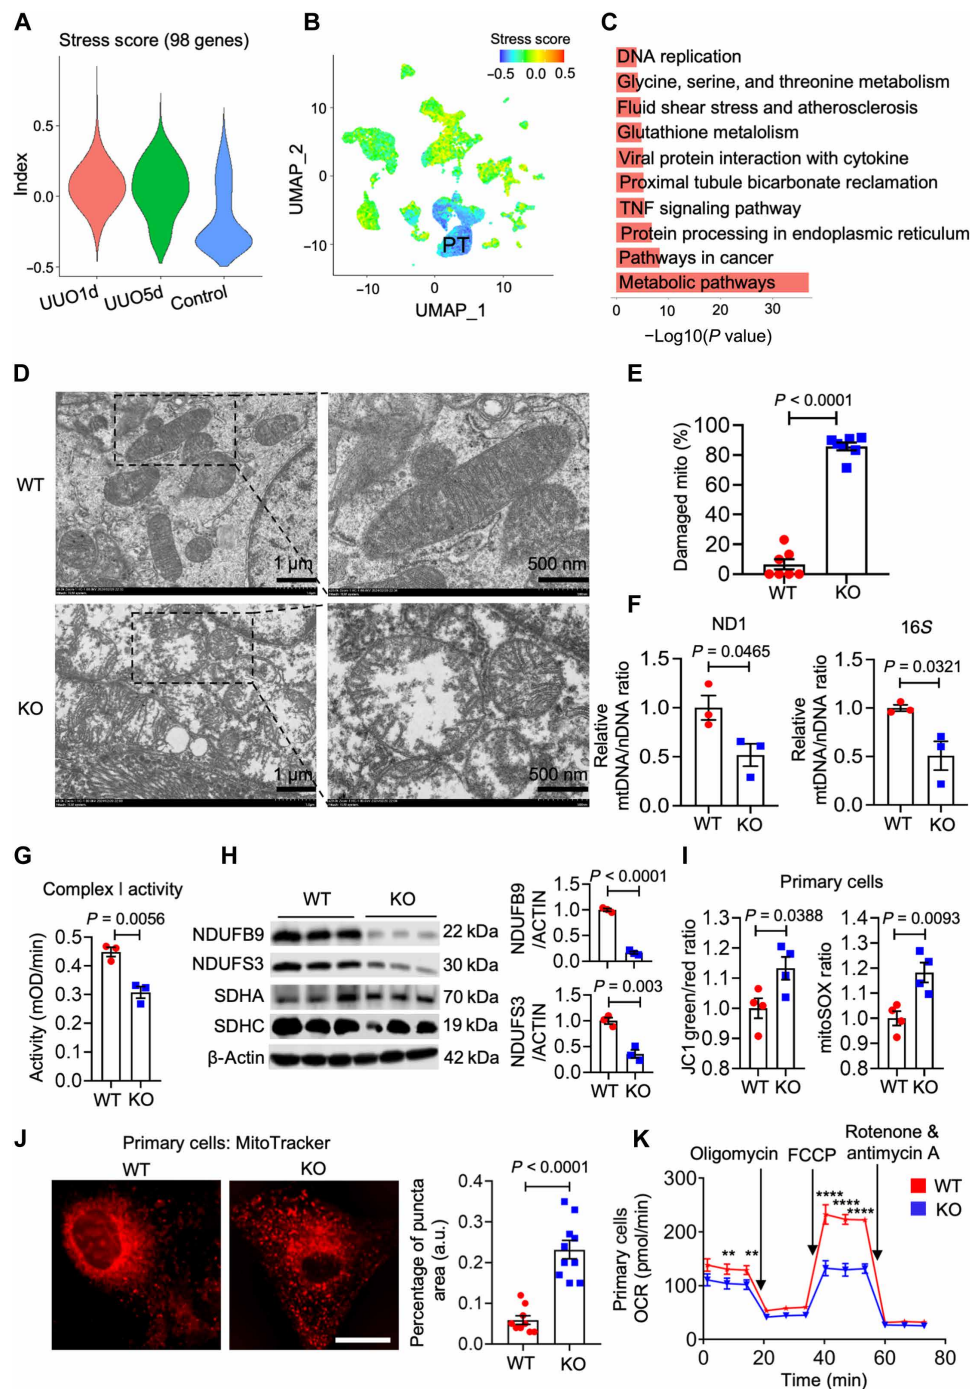 A
Stress score (98 genes)
Index
0.5
0.0
−0.5
UUO1d
UUO5d
Control
B
Stress score
−0.5 0.0 0.5
UMAP_2
10
0
−10
PT
−10 0 10
UMAP_1
C
DNA replication
Glycine, serine, and threonine metabolism
Fluid shear stress and atherosclerosis
Glutathione metalolism
Viral protein interaction with cytokine
Proximal tubule bicarbonate reclamation
TNF signaling pathway
Protein processing in endoplasmic reticulum
Pathways in cancer
Metabolic pathways
0 10 20 30
−Log10(P value)
D
WT
1 μm
500 nm
KO
1 μm
500 nm
E
P < 0.0001
Damaged mito (%)
100
80
60
40
20
0
WT KO
F
ND1
P = 0.0465
Relative
mtDNA/nDNA ratio
1.5
1.0
0.5
0.0
WT KO
16S
P = 0.0321
Relative
mtDNA/nDNA ratio
1.5
1.0
0.5
0.0
WT KO
G
Complex I activity
P = 0.0056
Activity (mOD/min)
0.5
0.4
0.3
0.2
0.1
0.0
WT KO
H
WT KO
NDUFB9 22 kDa
NDUFS3 30 kDa
SDHA 70 kDa
SDHC 19 kDa
β-Actin 42 kDa
P < 0.0001
NDUFB9
/ACTIN
1.5
1.0
0.5
0.0
P = 0.003
NDUFS3
/ACTIN
1.5
1.0
0.5
0.0
WT KO
I
Primary cells
P = 0.0388
JC1 green/red ratio
1.3
1.2
1.1
1.0
0.9
0.8
WT KO
P = 0.0093
mitoSOX ratio
1.4
1.2
1.0
0.8
WT KO
J
Primary cells: MitoTracker
WT KO
P < 0.0001
Percentage of puncta
area (a.u.)
0.4
0.3
0.2
0.1
0.0
WT KO
K
Oligomycin
FCCP
Rotenone &
antimycin A
WT
KO
Primary cells
OCR (pmol/min)
300
200
100
0
** **
****
****
****
0 20 40 60 80
Time (min)